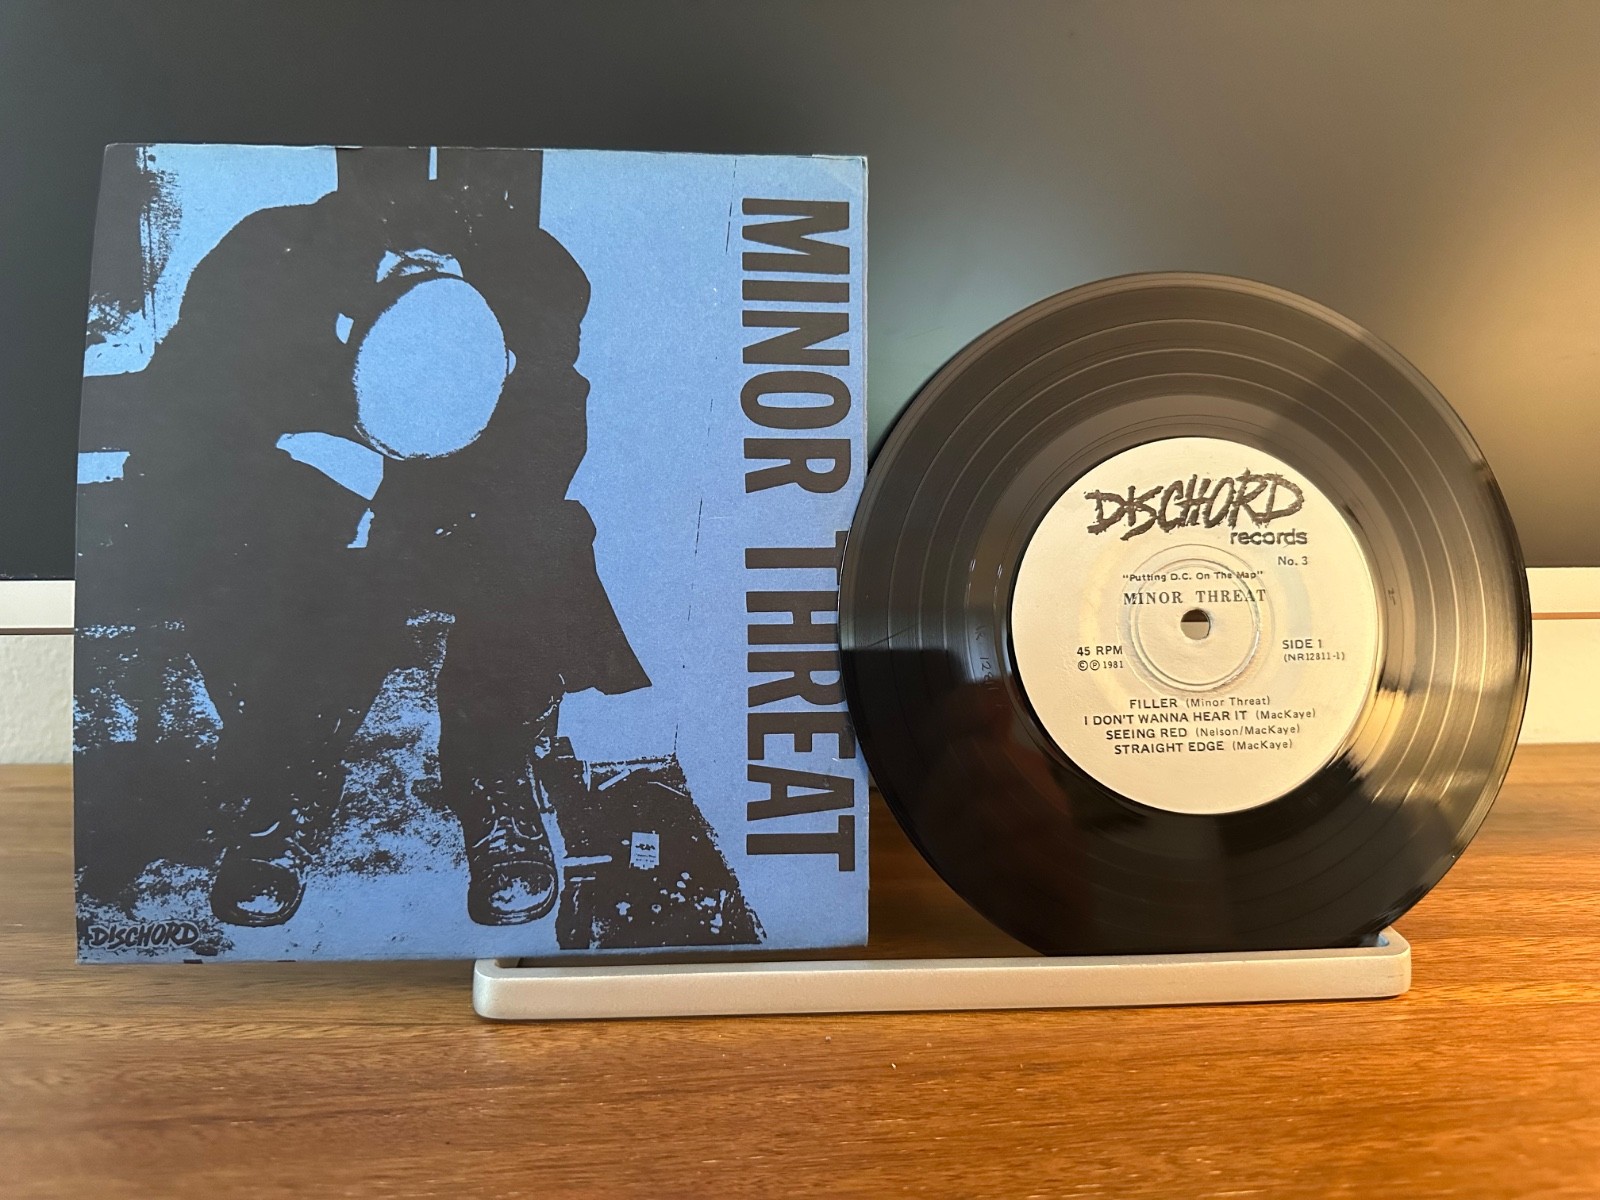 MINOR THREAT
DISCHORD
DISCHORD
records
No. 3
"Putting D.C. On The Map"
MINOR THREAT
45 RPM
SIDE 1
©℗ 1981
(NR12811-1)
FILLER (Minor Threat)
I DON'T WANNA HEAR IT (MacKaye)
SEEING RED (Nelson/MacKaye)
STRAIGHT EDGE (MacKaye)